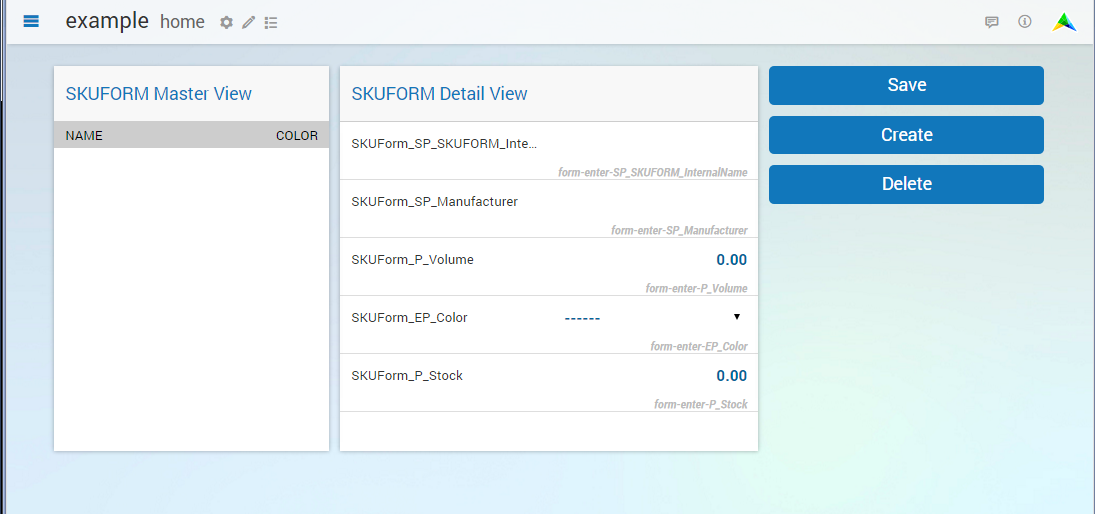 example home
SKUFORM Master View
NAME COLOR
SKUFORM Detail View
SKUForm_SP_SKUFORM_Inte...
form-enter-SP_SKUFORM_InternalName
SKUForm_SP_Manufacturer
form-enter-SP_Manufacturer
SKUForm_P_Volume 0.00
form-enter-P_Volume
SKUForm_EP_Color ------
form-enter-EP_Color
SKUForm_P_Stock 0.00
form-enter-P_Stock
Save
Create
Delete